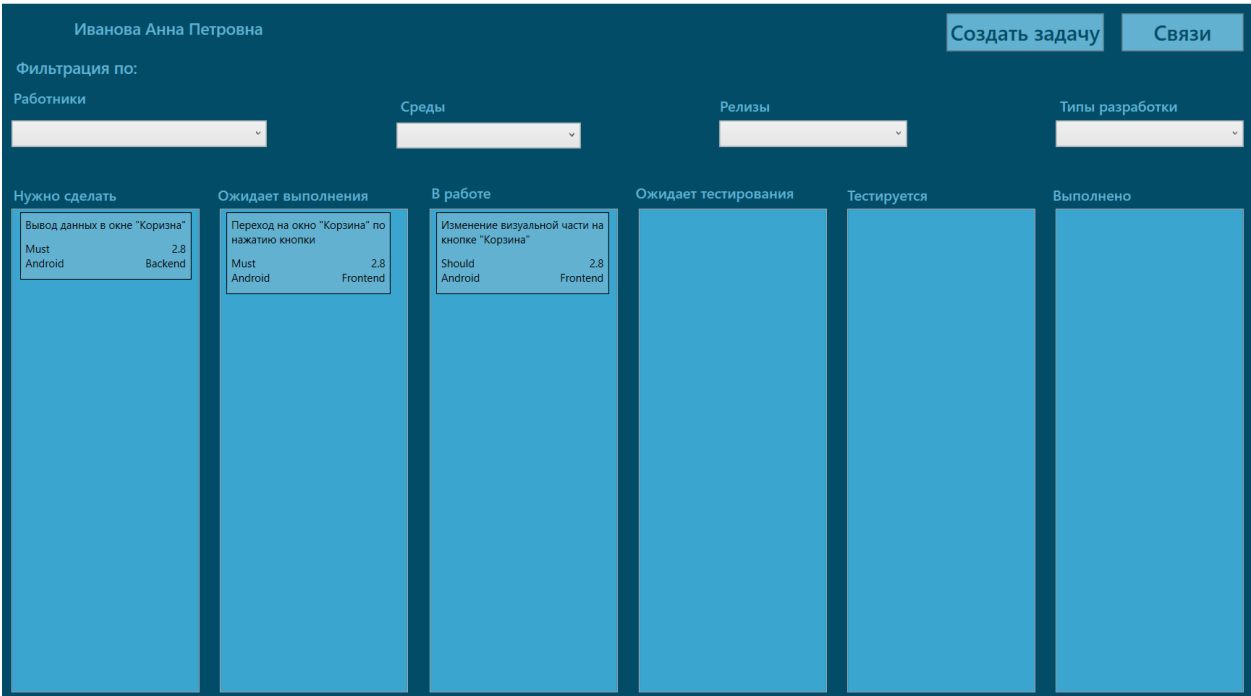 Иванова Анна Петровна
Создать задачу
Связи
Фильтрация по:
Работники
Среды
Релизы
Типы разработки
Нужно сделать
Ожидает выполнения
В работе
Ожидает тестирования
Тестируется
Выполнено
Вывод данных в окне "Коризна"
Must 2.8
Android Backend
Переход на окно "Корзина" по
нажатию кнопки
Must 2.8
Android Frontend
Изменение визуальной части на
кнопке "Корзина"
Should 2.8
Android Frontend